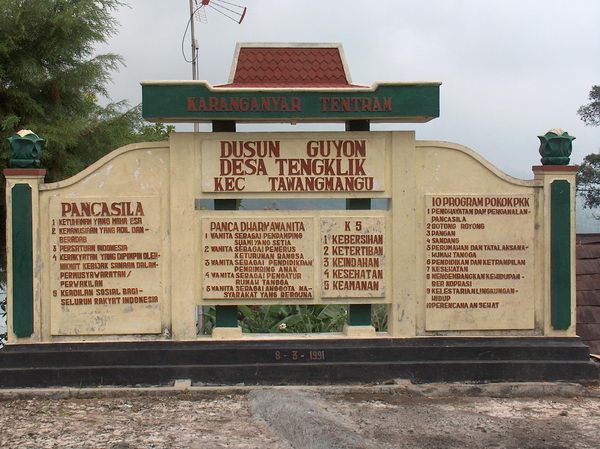 KARANGANYAR TENTRAM
DUSUN GUYON
DESA TENGKLIK
KEC TAWANGMANGU
PANCASILA
1 KETUHANAN YANG MAHA ESA
2 KEMANUSIAAN YANG ADIL DAN
BERADAB
3 PERSATUAN INDONESIA
4 KERAKYATAN YANG DIPIMPIN OLEH
HIKMAT KEBIJAKSANAAN DALAM
PERMUSYAWARATAN/
PERWAKILAN
5 KEADILAN SOSIAL BAGI
SELURUH RAKYAT INDONESIA
PANCA DHARMAWANITA
1 WANITA SEBAGAI PENDAMPING
SUAMI YANG SETIA
2 WANITA SEBAGAI PENERUS
KETURUNAN BANGSA
3 WANITA SEBAGAI PENDIDIKAN
PEMBIMBING ANAK
4 WANITA SEBAGAI PENGATUR
RUMAH TANGGA
5 WANITA SEBAGAI ANGGOTA MA-
SYARAKAT YANG BERGUNA
K 5
1 KEBERSIHAN
2 KETERTIBAN
3 KEINDAHAN
4 KESEHATAN
5 KEAMANAN
10 PROGRAM POKOK PKK
1 PENGHAYATAN DAN PENGAMALAN
PANCASILA
2 GOTONG ROYONG
3 PANGAN
4 SANDANG
5 PERUMAHAN DAN TATALAKSANA
RUMAH TANGGA
6 PENDIDIKAN DAN KETRAMPILAN
7 KESEHATAN
8 MENGEMBANGKAN KEHIDUPAN
BER KOPRASI
9 KELESTARIAN LINGKUNGAN
HIDUP
10 PERENCANAAN SEHAT
8-3-1991